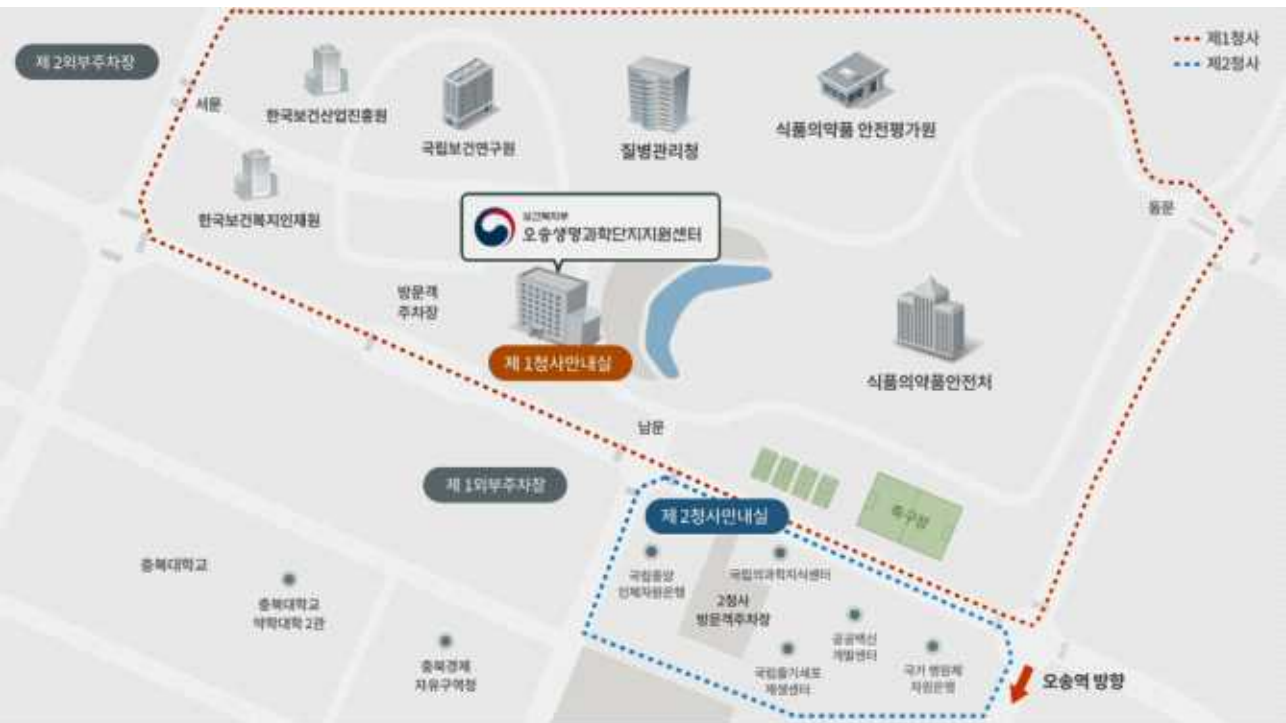 제1청사
제2청사
제 2외부주차장
서문
한국보건산업진흥원
국립보건연구원
질병관리청
식품의약품 안전평가원
한국보건복지인재원
보건복지부
오송생명과학단지지원센터
동문
방문객
주차장
제 1청사안내실
식품의약품안전처
남문
제 1외부주차장
제 2청사안내실
축구장
충북대학교
충북대학교
약학대학 2관
충북경제
자유구역청
국립중앙
인체자원은행
국립의과학지식센터
2청사
방문객주차장
공공백신
개발센터
국립줄기세포
재생센터
국가 병원체
자원은행
오송역 방향